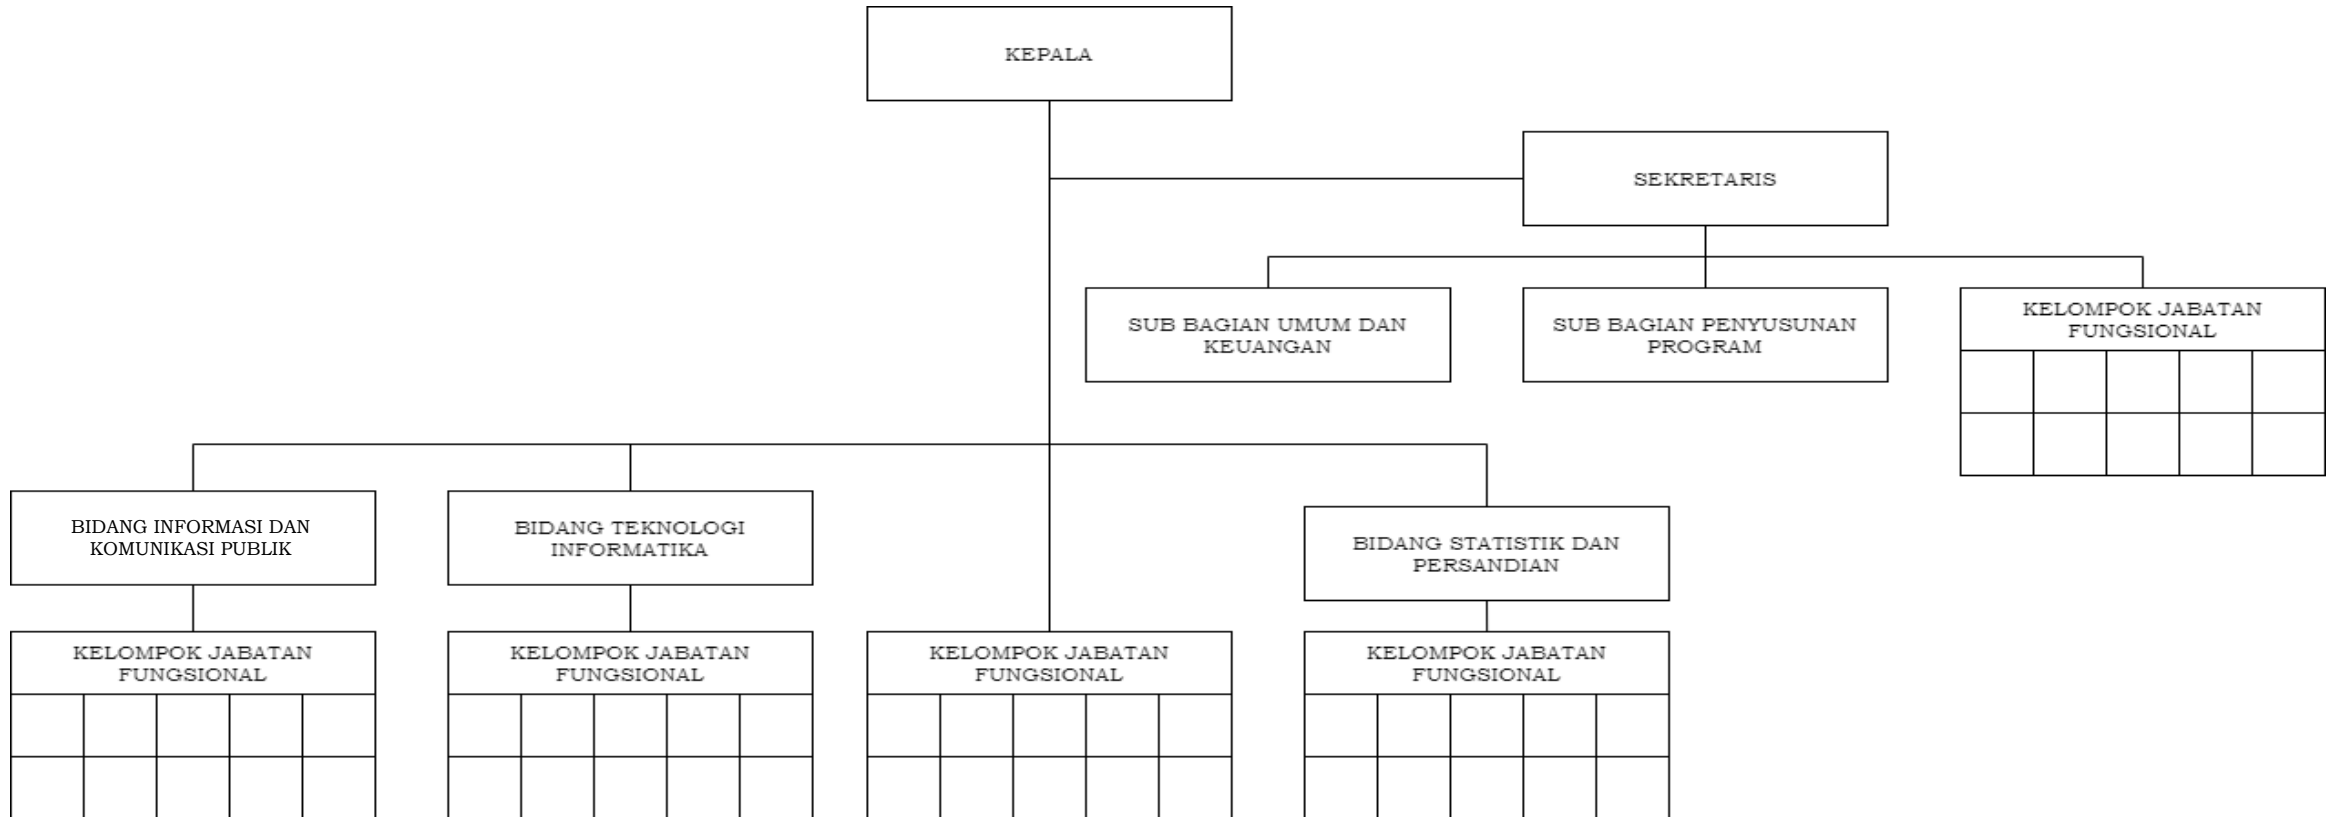 KEPALA
SEKRETARIS
SUB BAGIAN UMUM DAN
KEUANGAN
SUB BAGIAN PENYUSUNAN
PROGRAM
KELOMPOK JABATAN
FUNGSIONAL
BIDANG INFORMASI DAN
KOMUNIKASI PUBLIK
BIDANG TEKNOLOGI
INFORMATIKA
BIDANG STATISTIK DAN
PERSANDIAN
KELOMPOK JABATAN
FUNGSIONAL
KELOMPOK JABATAN
FUNGSIONAL
KELOMPOK JABATAN
FUNGSIONAL
KELOMPOK JABATAN
FUNGSIONAL